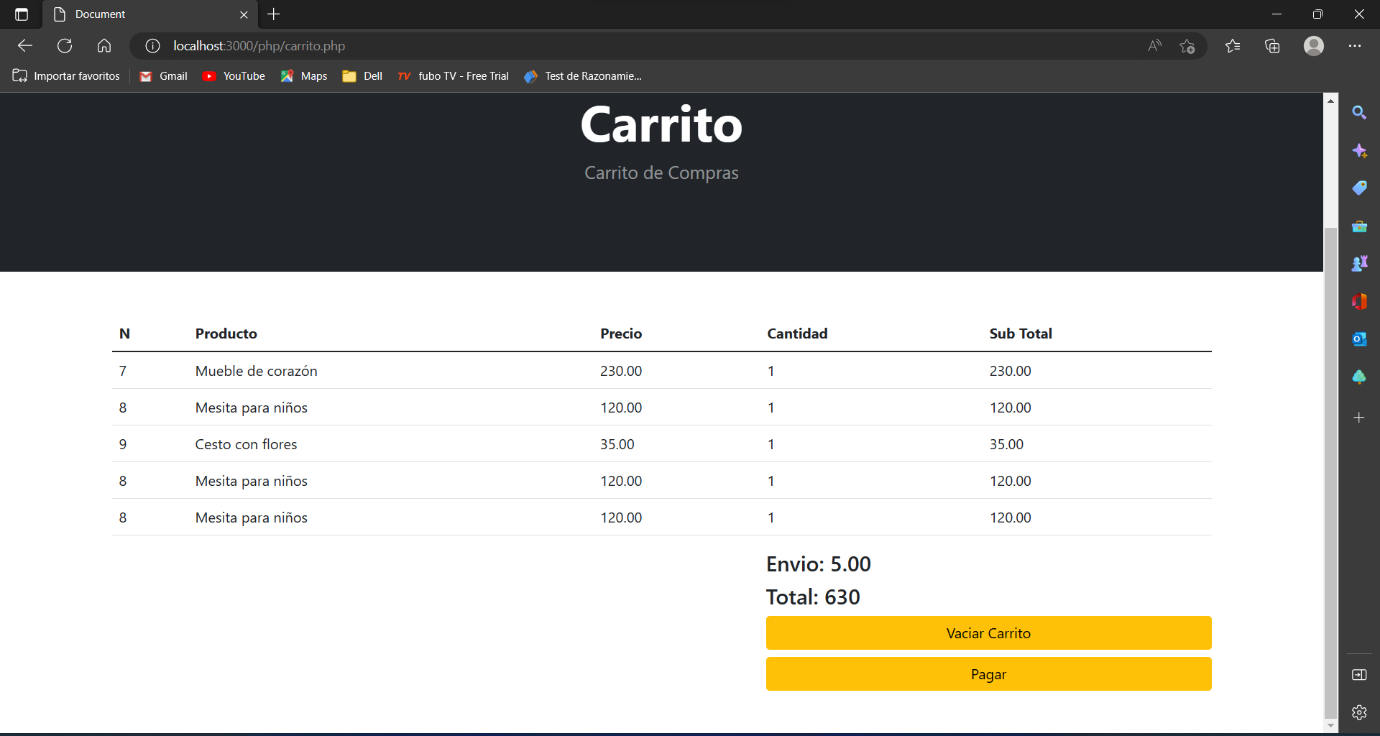 Document
localhost:3000/php/carrito.php
Importar favoritos Gmail YouTube Maps Dell TV fubo TV - Free Trial Test de Razonamie...
Carrito
Carrito de Compras
N Producto Precio Cantidad Sub Total
7 Mueble de corazón 230.00 1 230.00
8 Mesita para niños 120.00 1 120.00
9 Cesto con flores 35.00 1 35.00
8 Mesita para niños 120.00 1 120.00
8 Mesita para niños 120.00 1 120.00
Envio: 5.00
Total: 630
Vaciar Carrito
Pagar